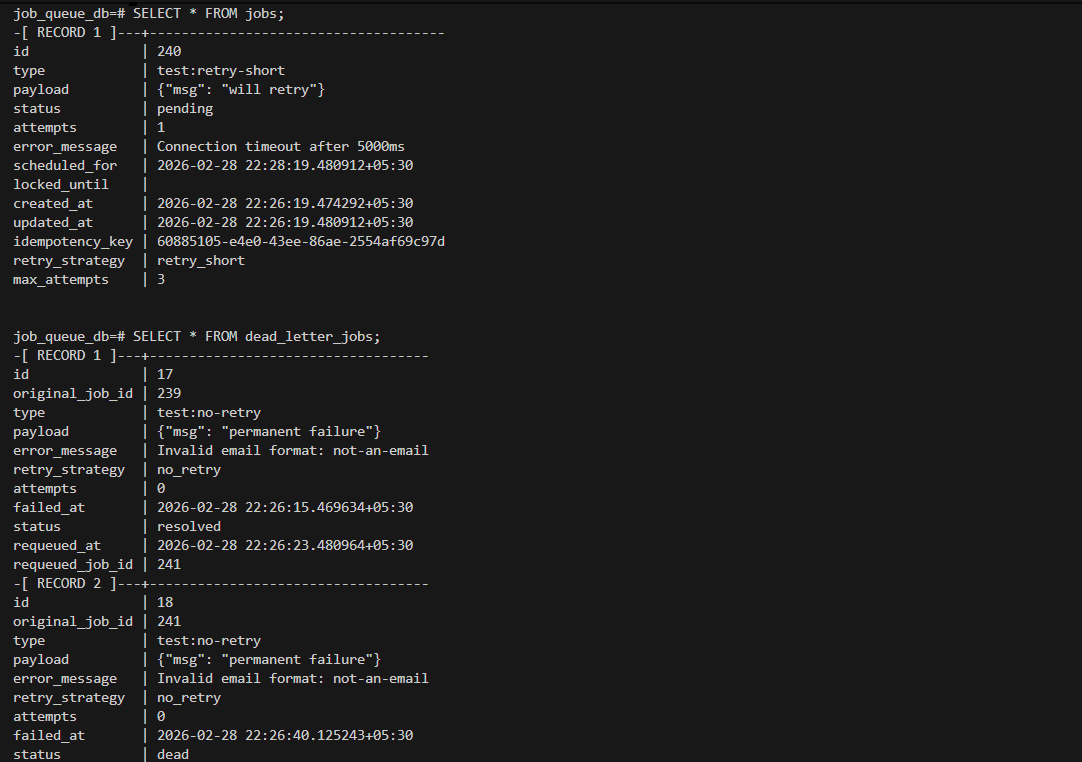 job_queue_db=# SELECT * FROM jobs;
-[ RECORD 1 ]---+-------------------------------------
id              | 240
type            | test:retry-short
payload         | {"msg": "will retry"}
status          | pending
attempts        | 1
error_message   | Connection timeout after 5000ms
scheduled_for   | 2026-02-28 22:28:19.480912+05:30
locked_until    |
created_at      | 2026-02-28 22:26:19.474292+05:30
updated_at      | 2026-02-28 22:26:19.480912+05:30
idempotency_key | 60885105-e4e0-43ee-86ae-2554af69c97d
retry_strategy  | retry_short
max_attempts    | 3
job_queue_db=# SELECT * FROM dead_letter_jobs;
-[ RECORD 1 ]---+-----------------------------------
id              | 17
original_job_id | 239
type            | test:no-retry
payload         | {"msg": "permanent failure"}
error_message   | Invalid email format: not-an-email
retry_strategy  | no_retry
attempts        | 0
failed_at       | 2026-02-28 22:26:15.469634+05:30
status          | resolved
requeued_at     | 2026-02-28 22:26:23.480964+05:30
requeued_job_id | 241
-[ RECORD 2 ]---+-----------------------------------
id              | 18
original_job_id | 241
type            | test:no-retry
payload         | {"msg": "permanent failure"}
error_message   | Invalid email format: not-an-email
retry_strategy  | no_retry
attempts        | 0
failed_at       | 2026-02-28 22:26:40.125243+05:30
status          | dead